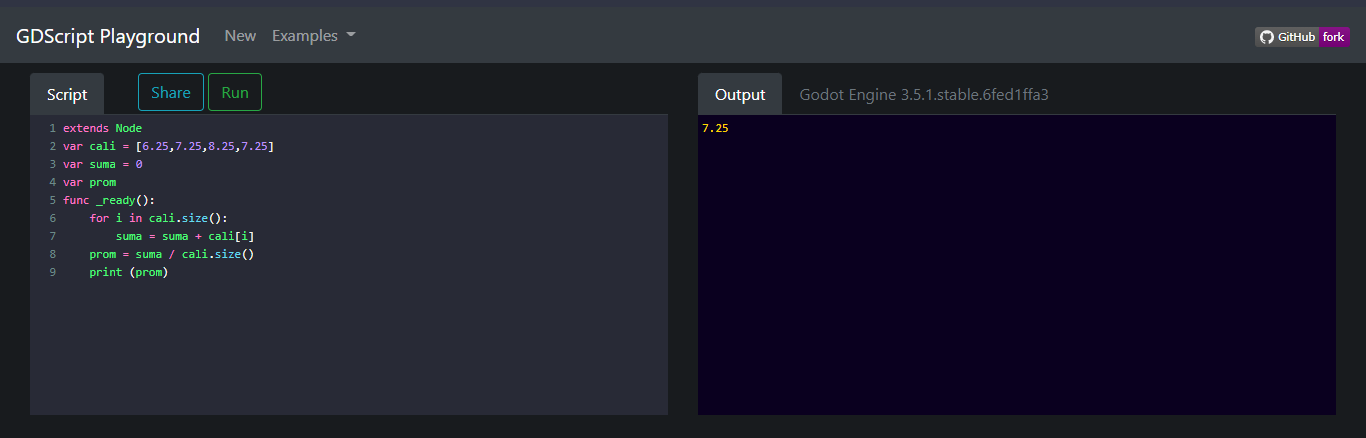 GDScript Playground New Examples GitHub fork
Script Share Run
1 extends Node
2 var cali = [6.25,7.25,8.25,7.25]
3 var suma = 0
4 var prom
5 func _ready():
6     for i in cali.size():
7         suma = suma + cali[i]
8     prom = suma / cali.size()
9     print (prom)
Output Godot Engine 3.5.1.stable.6fed1ffa3
7.25